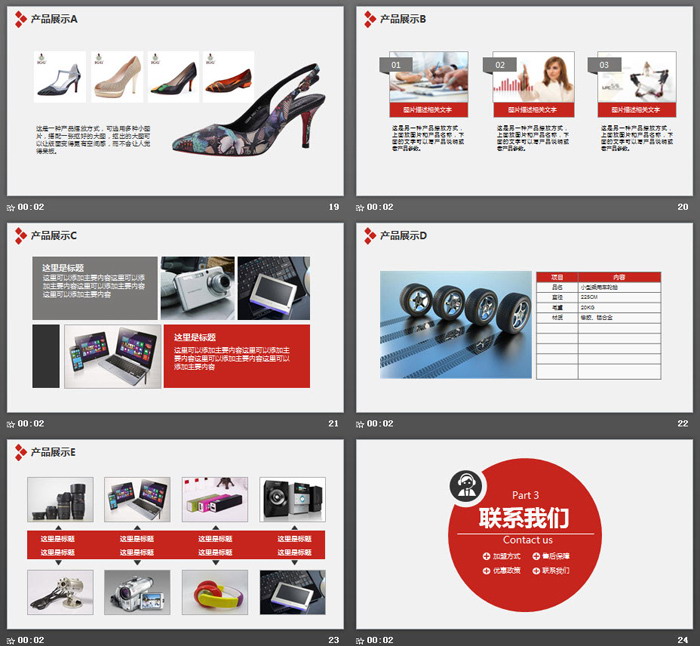 产品展示A
这是一种产品播放方式，可选用多种小图
片，搭配一张挺好的大图，挺出的大图可
以让版面变得更有空间感，而不会让人觉
得呆板。
00:02
19
产品展示B
01
02
03
图片描述相关文字
图片描述相关文字
图片描述相关文字
这是另一种产品播放方式，
上面放图片和产品名称，下
面的文字可以写产品说明或
者产品参数。
这是另一种产品播放方式，
上面放图片和产品名称，下
面的文字可以写产品说明或
者产品参数。
这是另一种产品播放方式，
上面放图片和产品名称，下
面的文字可以写产品说明或
者产品参数。
00:02
20
产品展示C
这里是标题
这里可以添加主要内容这里可以添
加主要内容这里可以添加主要内容
这里可以添加主要内容
这里是标题
这里可以添加主要内容这里可以添加主
要内容这里可以添加主要内容这里可以
添加主要内容
00:02
21
产品展示D
项目 内容
品名 小型乘用车轮胎
直径 225CM
毛重 20KG
材质 橡胶、铝合金
00:02
22
产品展示E
这里是标题 这里是标题 这里是标题 这里是标题
这里是标题 这里是标题 这里是标题 这里是标题
00:02
23
Part 3
联系我们
Contact us
加盟方式 售后保障
优惠政策 联系我们
00:02
24